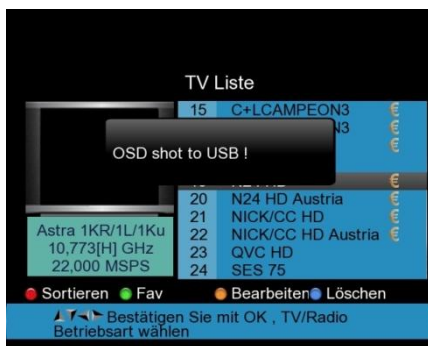 TV Liste
15 C+LCAMPEON3 €
N3 €
€
OSD shot to USB !
€
20 N24 HD Austria €
21 NICK/CC HD €
22 NICK/CC HD Austria €
23 QVC HD
24 SES 75
Astra 1KR/1L/1Ku
10,773[H] GHz
22,000 MSPS
Sortieren Fav Bearbeiten Löschen
Bestätigen Sie mit OK , TV/Radio
Betriebsart wählen